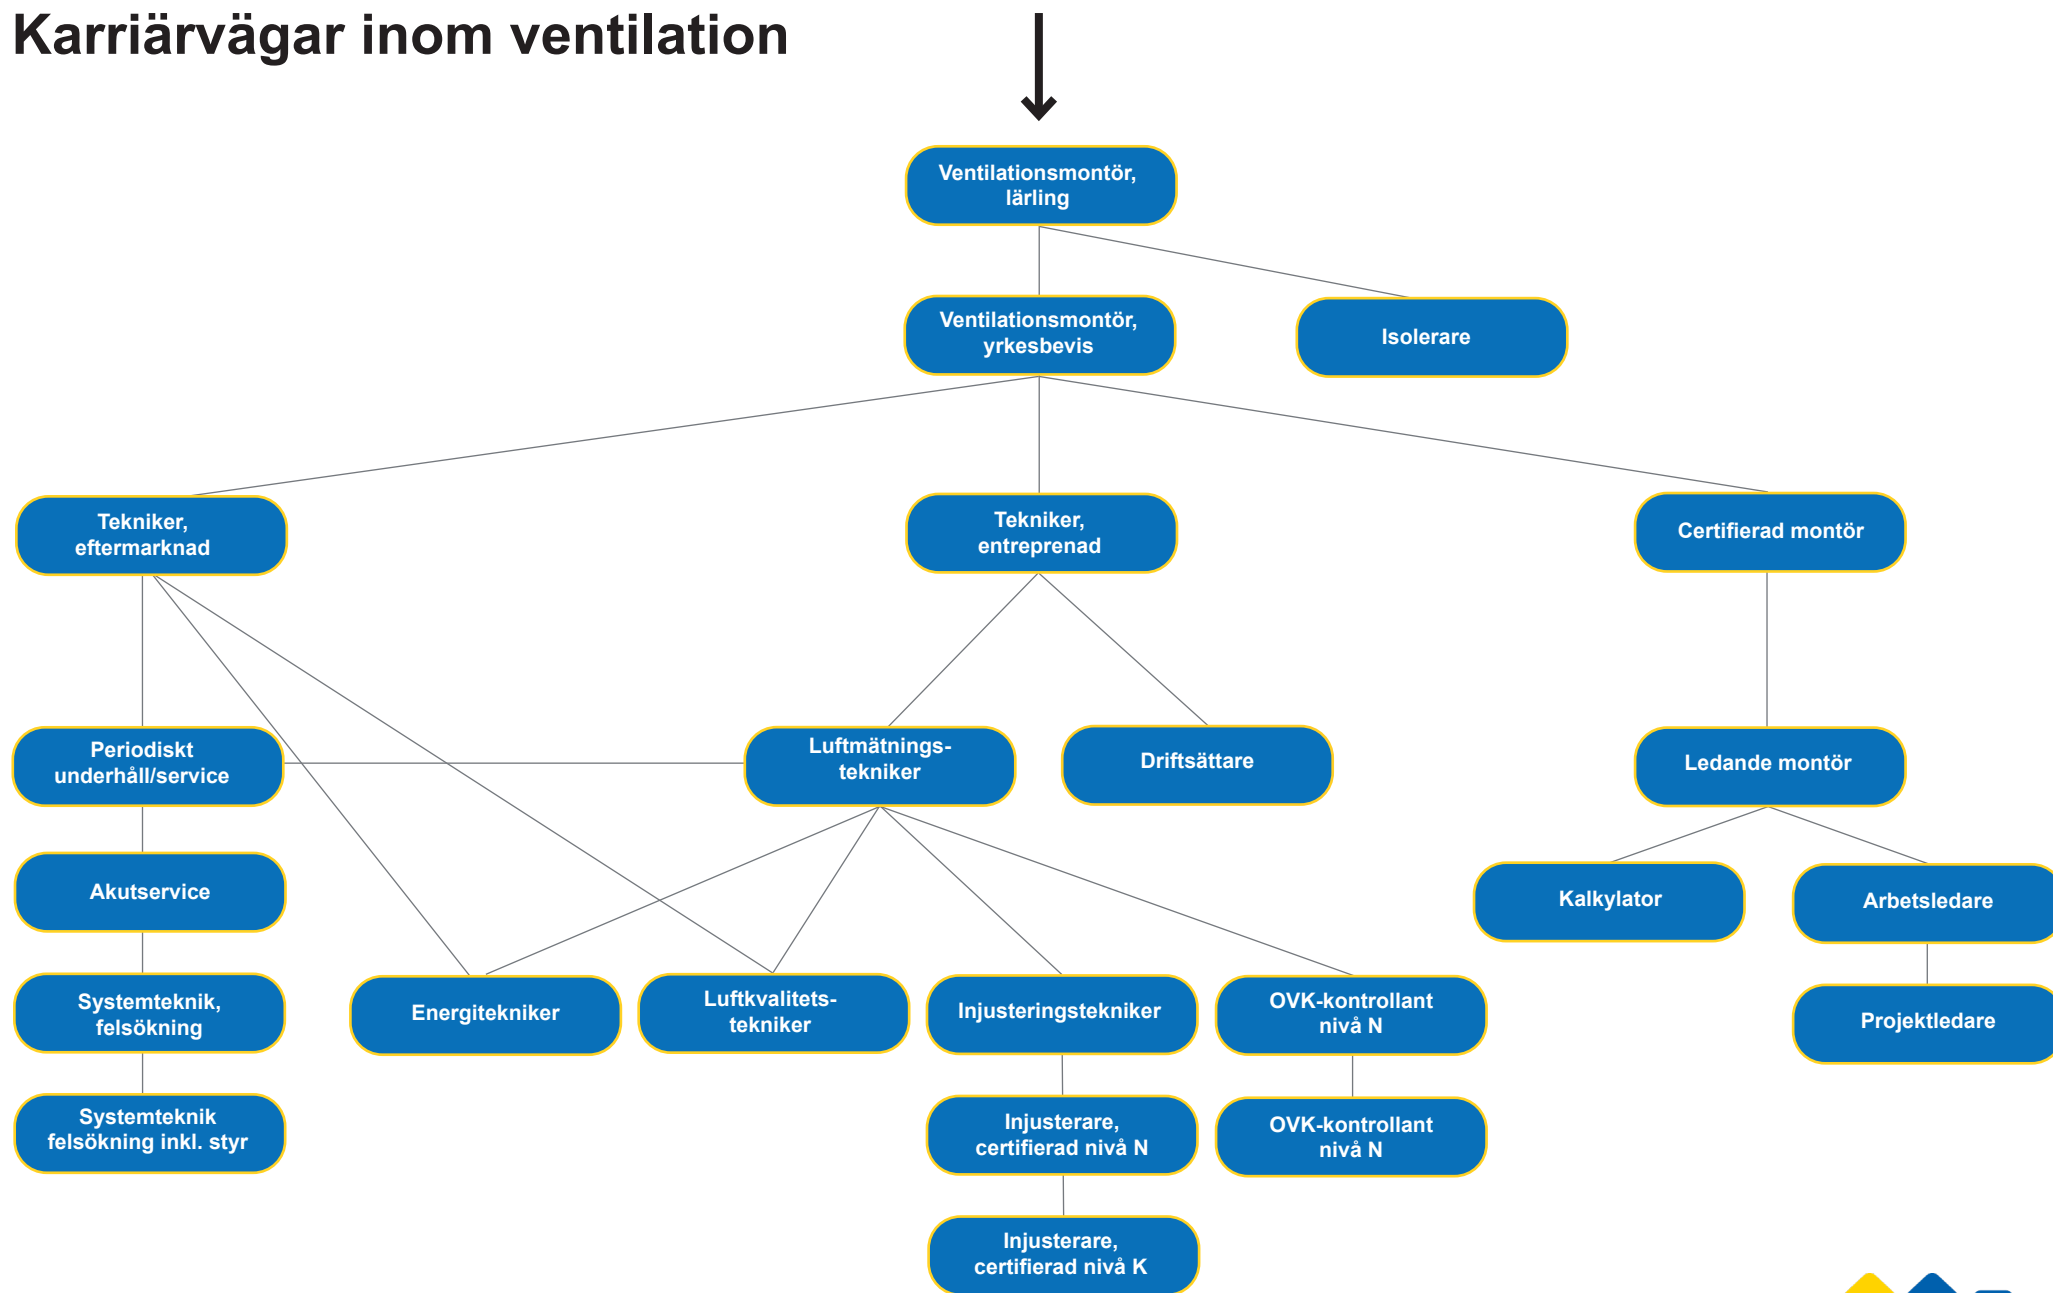 Karriärvägar inom ventilation
Ventilationsmontör,
lärling
Ventilationsmontör,
yrkesbevis
Isolerare
Tekniker,
eftermarknad
Tekniker,
entreprenad
Certifierad montör
Periodiskt
underhåll/service
Luftmätnings-
tekniker
Driftsättare
Ledande montör
Akutservice
Kalkylator
Arbetsledare
Systemteknik,
felsökning
Energitekniker
Luftkvalitets-
tekniker
Injusteringstekniker
OVK-kontrollant
nivå N
Projektledare
Systemteknik
felsökning inkl. styr
Injusterare,
certifierad nivå N
OVK-kontrollant
nivå N
Injusterare,
certifierad nivå K